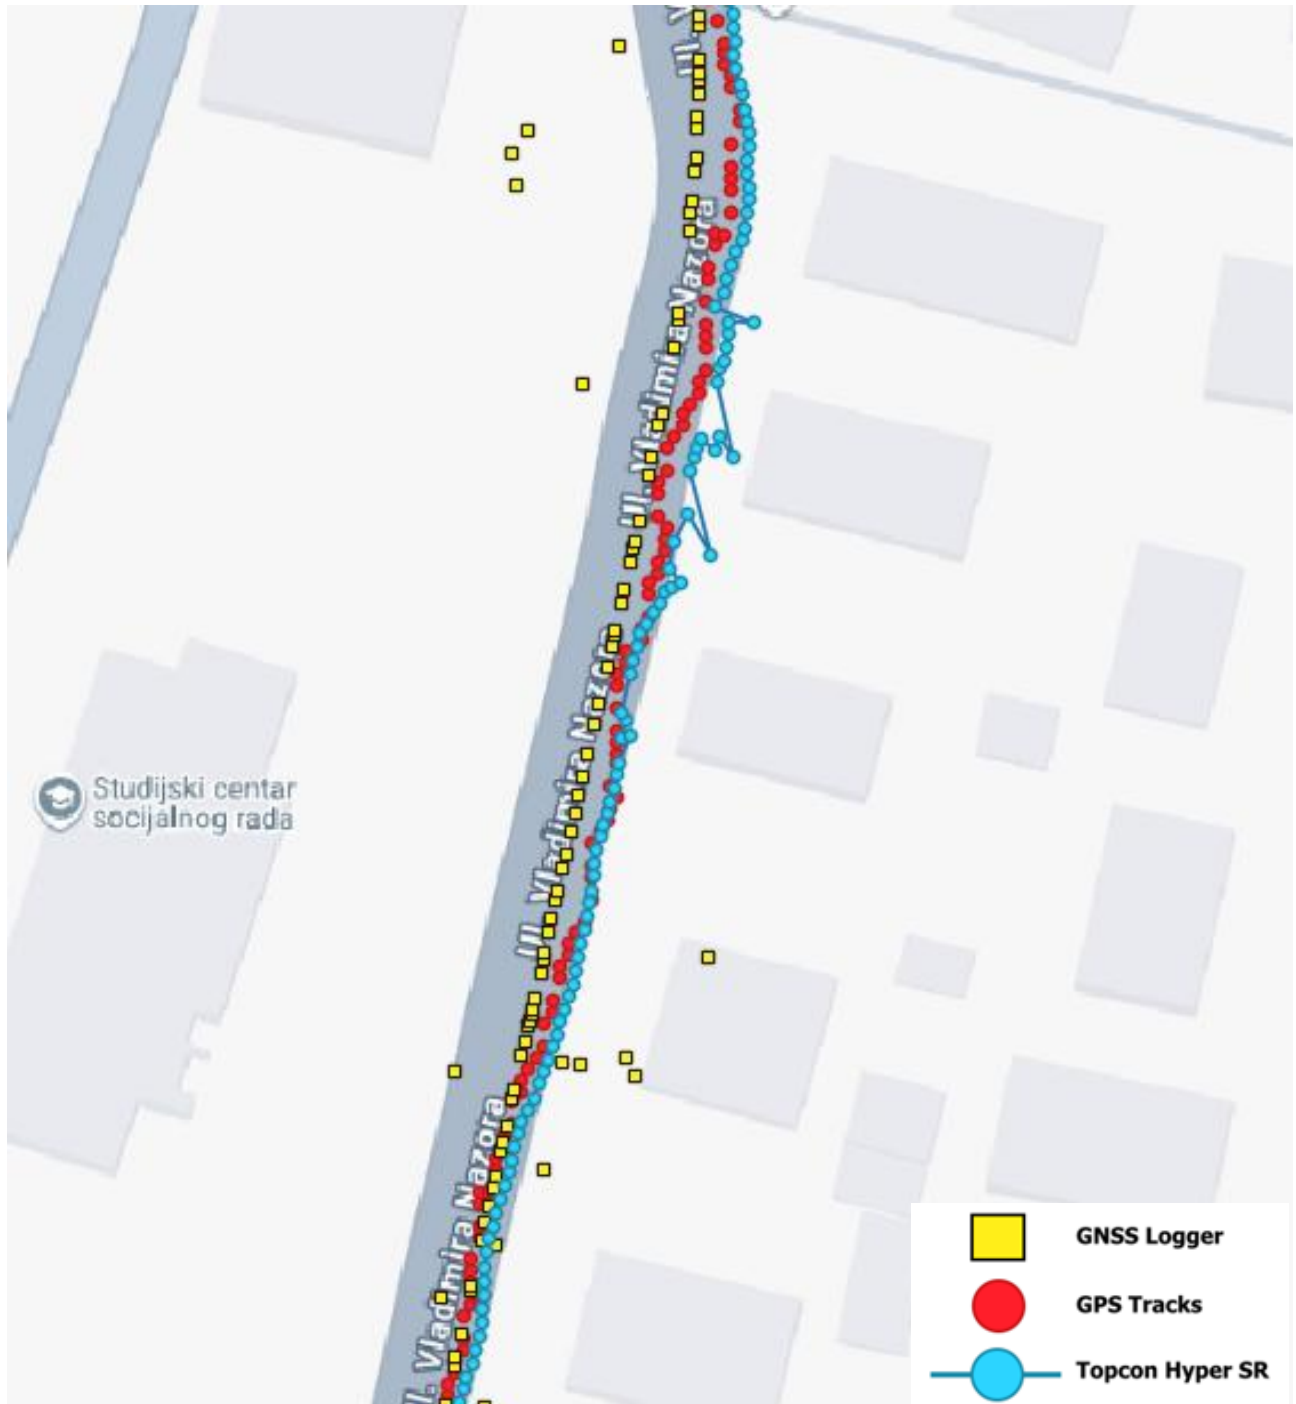 Ul. V
Ul. Vladimira Nazora
Ul. Vladimira Nazora
Studijski centar
socijalnog rada
Vladimira Nazora
l. Vladimira Nazora
GNSS Logger
GPS Tracks
Topcon Hyper SR